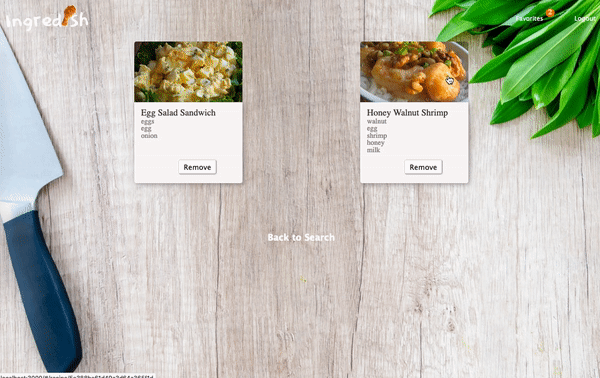 Ingredish
Favorites 2
Logout
Egg Salad Sandwich
eggs
egg
onion
Remove
Honey Walnut Shrimp
walnut
egg
shrimp
honey
milk
Remove
Back to Search